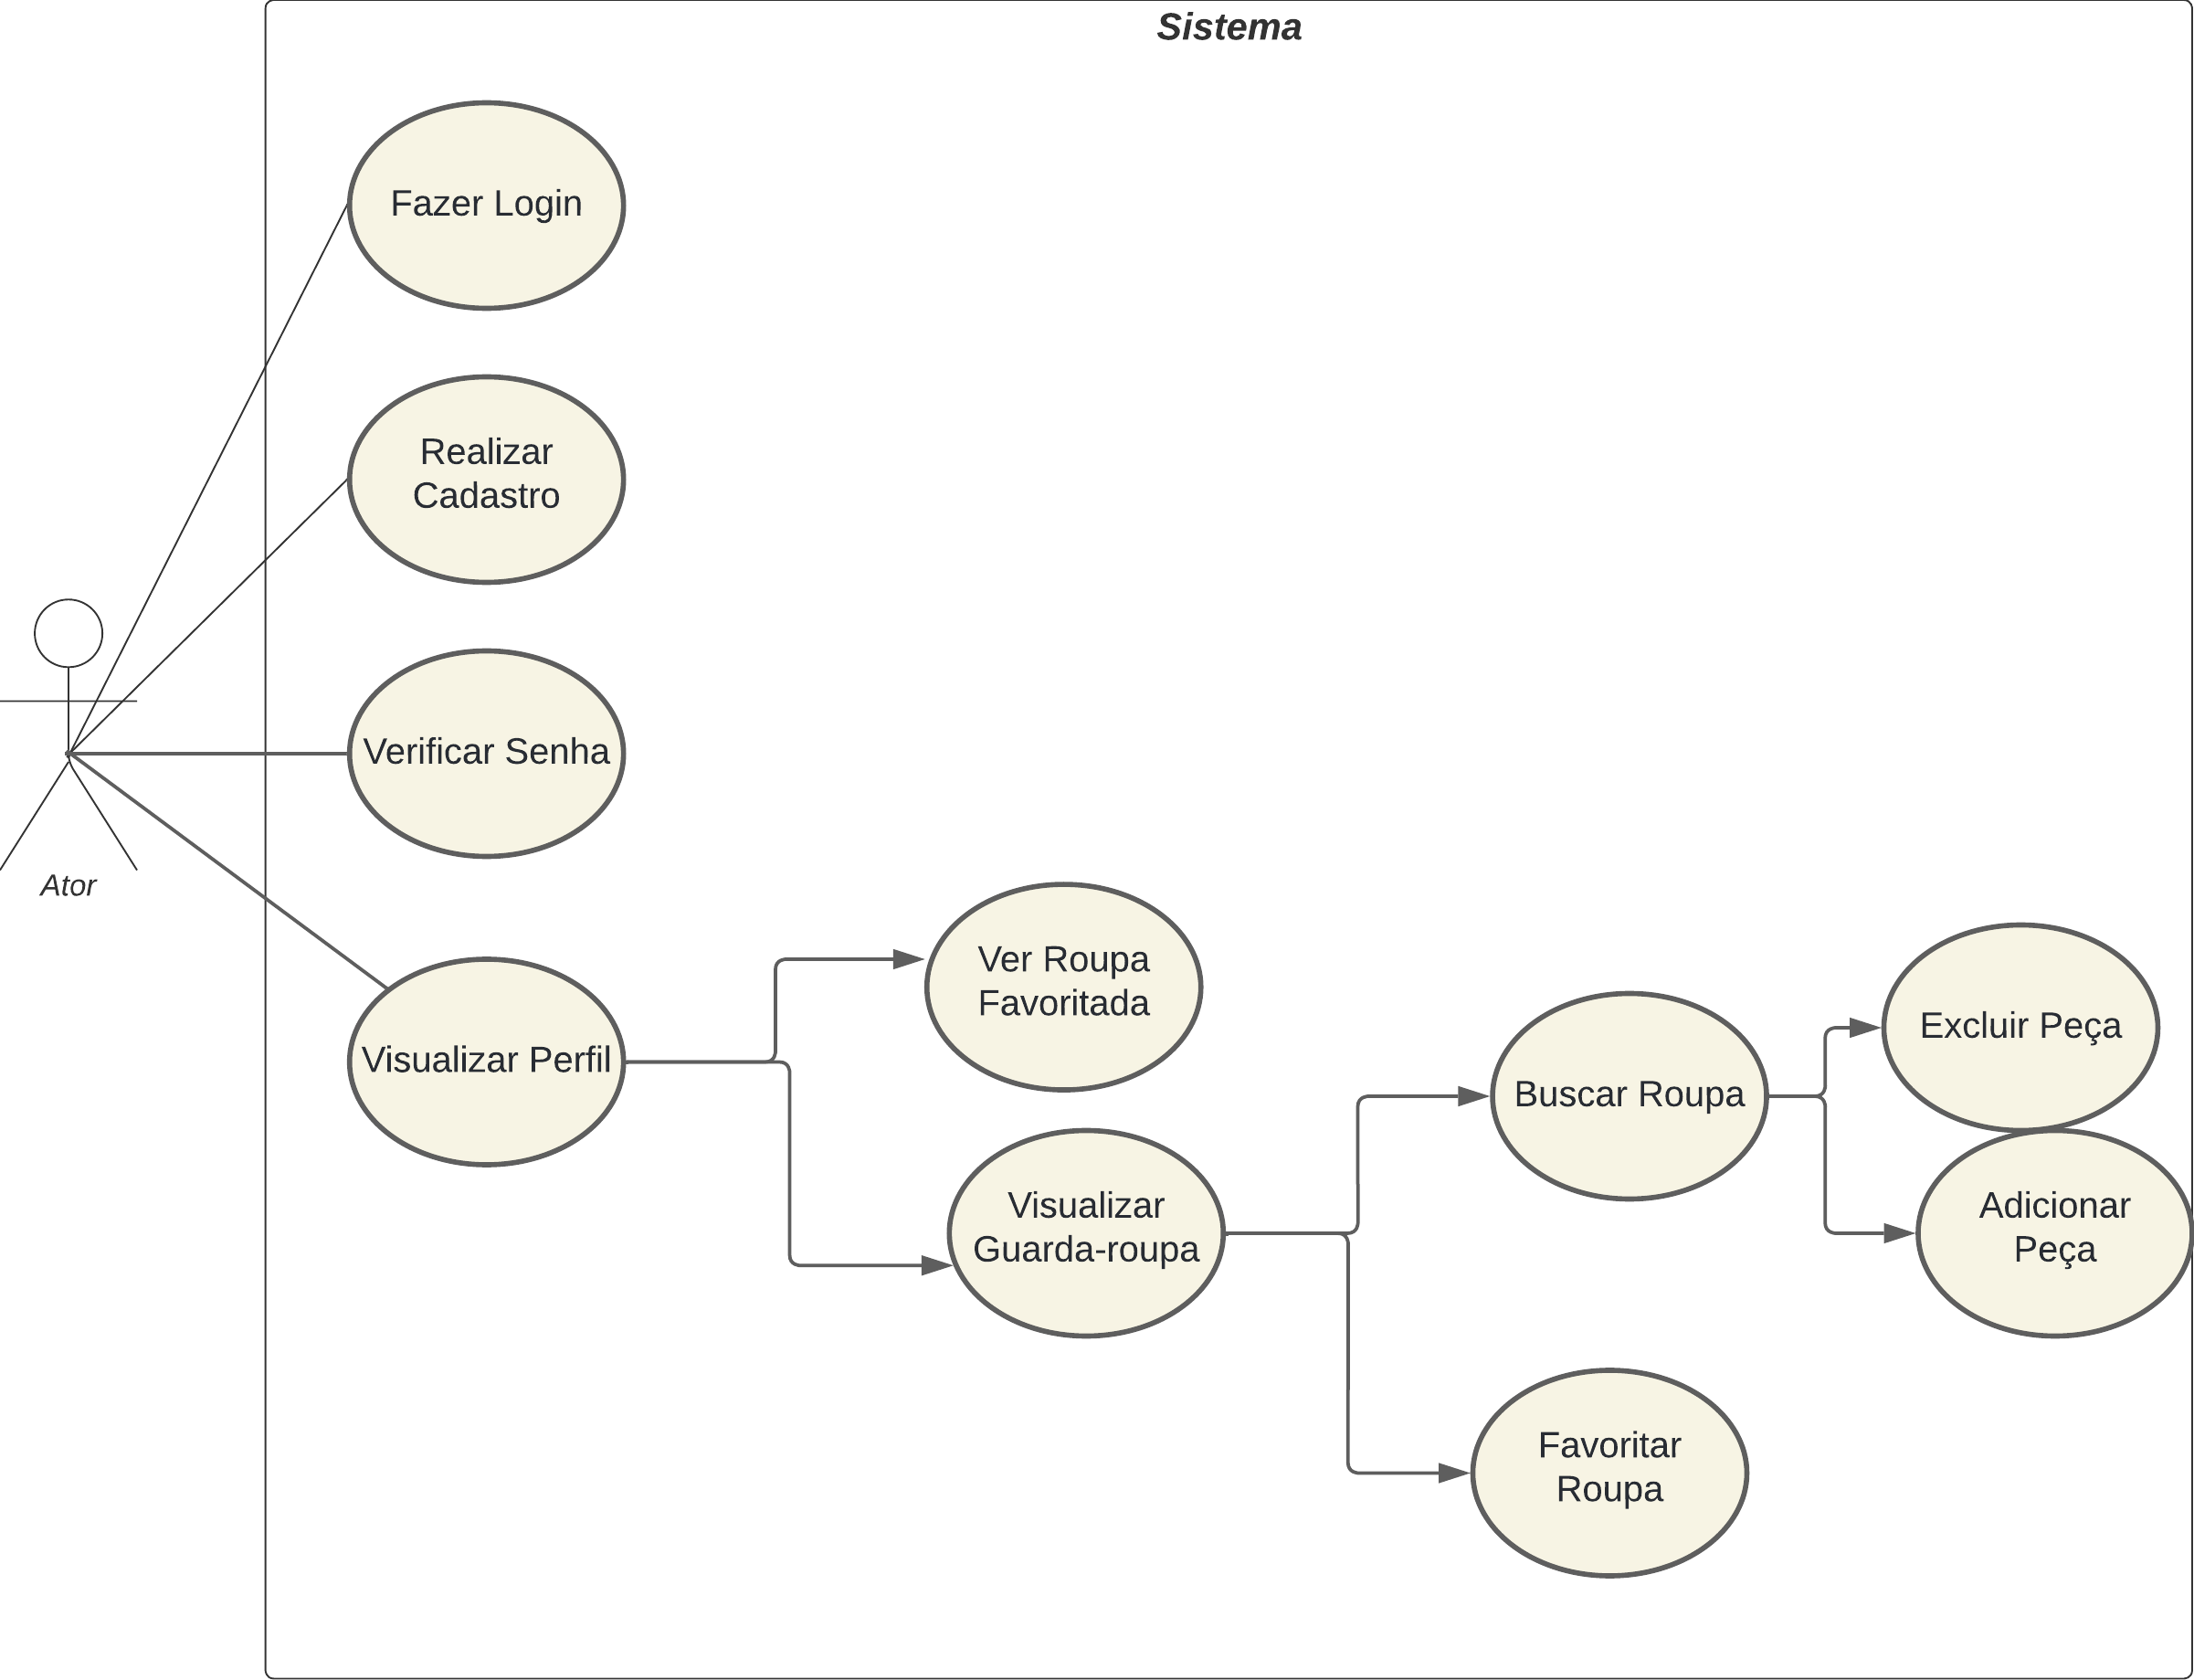 Sistema
Fazer Login
Realizar
Cadastro
Verificar Senha
Ator
Visualizar Perfil
Ver Roupa
Favoritada
Visualizar
Guarda-roupa
Buscar Roupa
Excluir Peça
Adicionar
Peça
Favoritar
Roupa